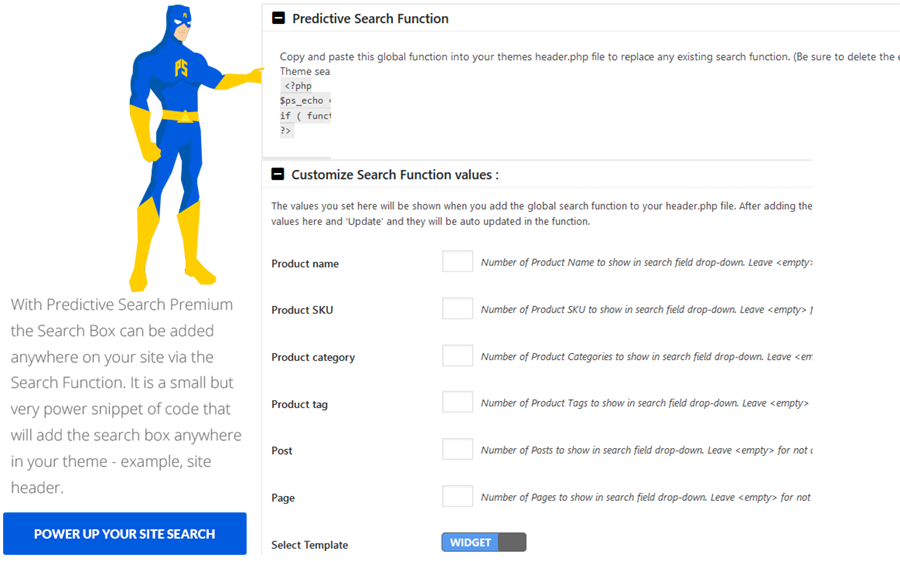 PS
With Predictive Search Premium
the Search Box can be added
anywhere on your site via the
Search Function. It is a small but
very power snippet of code that
will add the search box anywhere
in your theme - example, site
header.
POWER UP YOUR SITE SEARCH
Predictive Search Function
Copy and paste this global function into your themes header.php file to replace any existing search function. (Be sure to delete the
Theme
<?php
$ps_echo
if (
?>
Customize Search Function values :
The values you set here will be shown when you add the global search function to your header.php file. After adding the
values here and 'Update' and they will be auto updated in the function.
Product name
Number of Product Name to show in search field drop-down. Leave <empty>
Product SKU
Number of Product SKU to show in search field drop-down. Leave <empty>
Product category
Number of Product Categories to show in search field drop-down. Leave
Product tag
Number of Product Tags to show in search field drop-down. Leave <empty>
Post
Number of Posts to show in search field drop-down. Leave <empty> for not
Page
Number of Pages to show in search field drop-down. Leave <empty> for not
Select Template
WIDGET